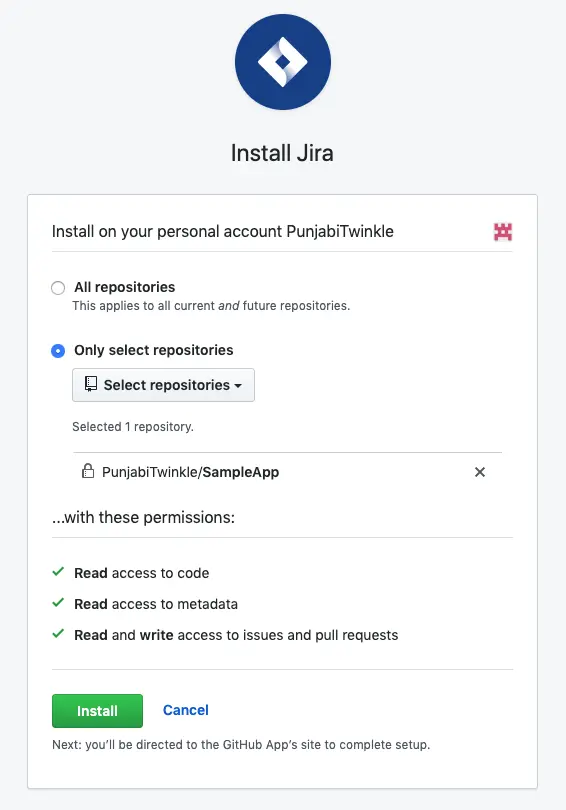 Install Jira
Install on your personal account PunjabiTwinkle
All repositories
This applies to all current and future repositories.
Only select repositories
Select repositories
Selected 1 repository.
PunjabiTwinkle/SampleApp
...with these permissions:
Read access to code
Read access to metadata
Read and write access to issues and pull requests
Install Cancel
Next: you'll be directed to the GitHub App's site to complete setup.